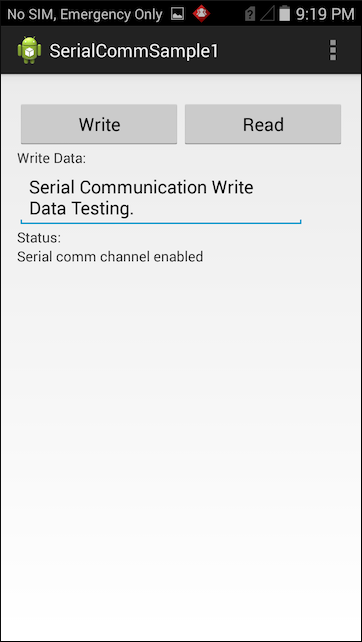 No SIM, Emergency Only 9:19 PM
SerialCommSample1
Write Read
Write Data:
Serial Communication Write
Data Testing.
Status:
Serial comm channel enabled